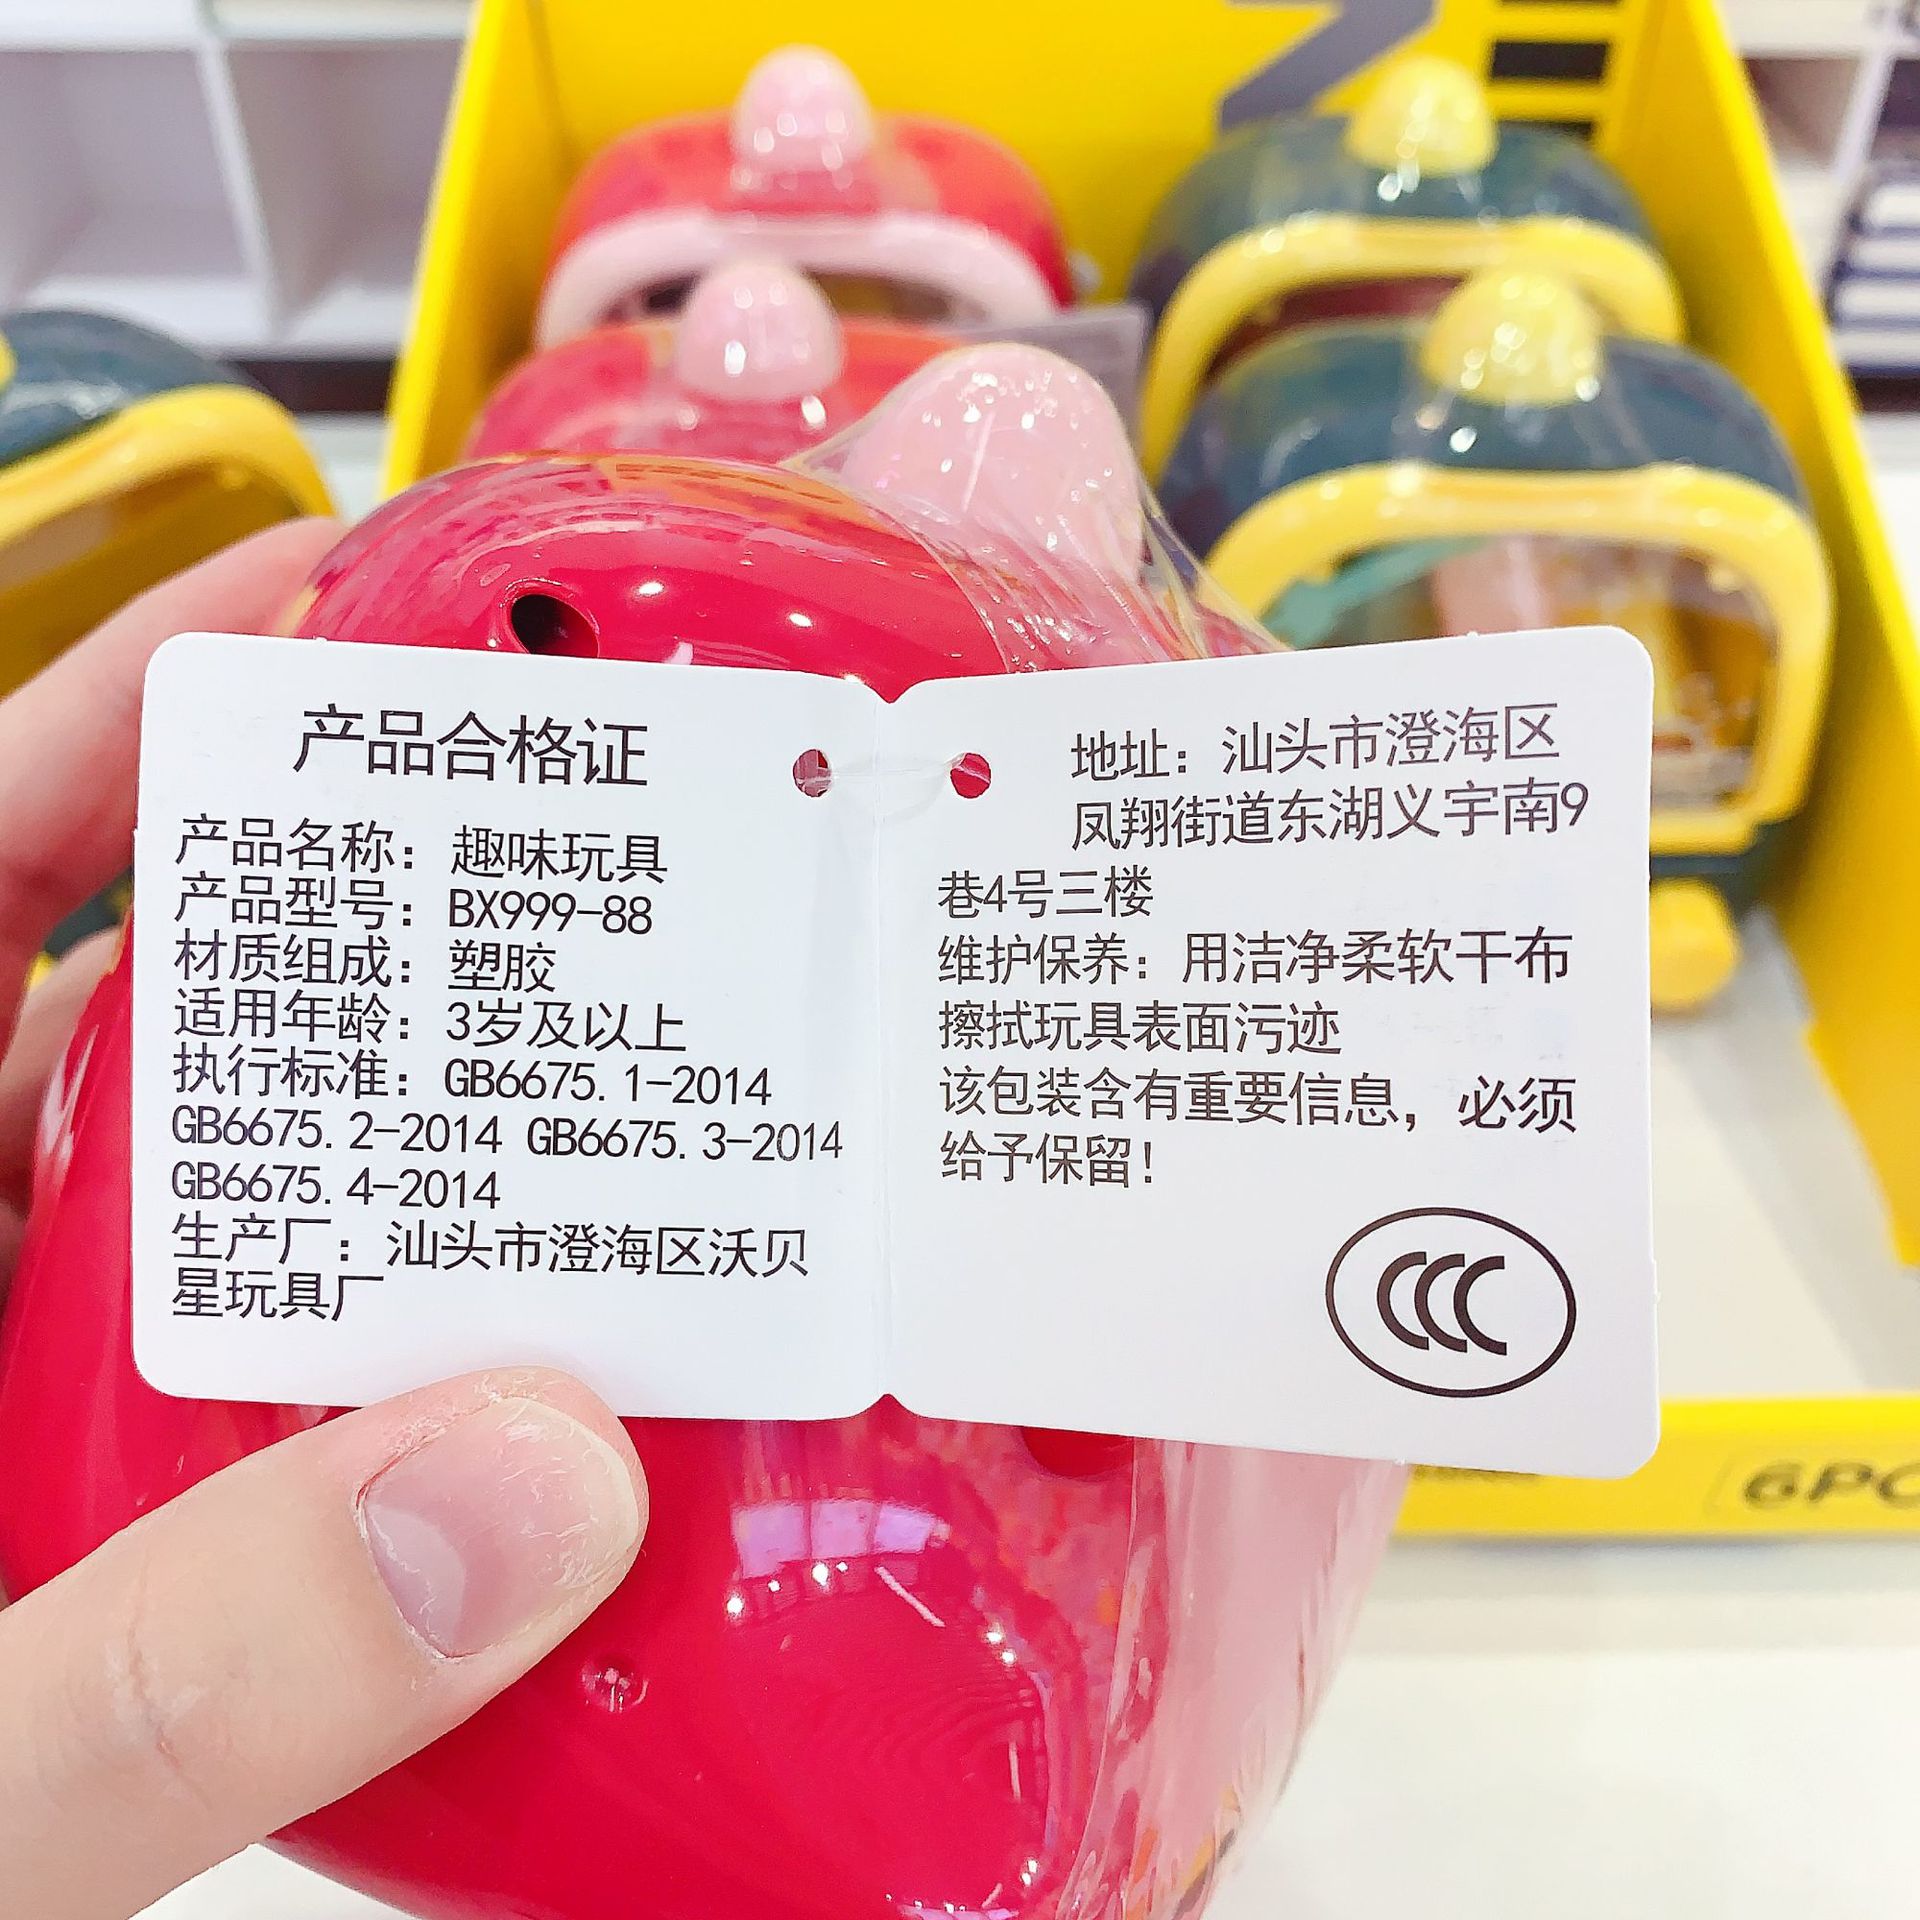 产品合格证
产品名称：趣味玩具
产品型号：BX999-88
材质组成：塑胶
适用年龄：3岁及以上
执行标准：GB6675.1-2014
GB6675.2-2014 GB6675.3-2014
GB6675.4-2014
生产厂：汕头市澄海区沃贝
星玩具厂
地址：汕头市澄海区
凤翔街道东湖义宇南9
巷4号三楼
维护保养：用洁净柔软干布
擦拭玩具表面污迹
该包装含有重要信息，必须
给予保留！
CCC
6PC